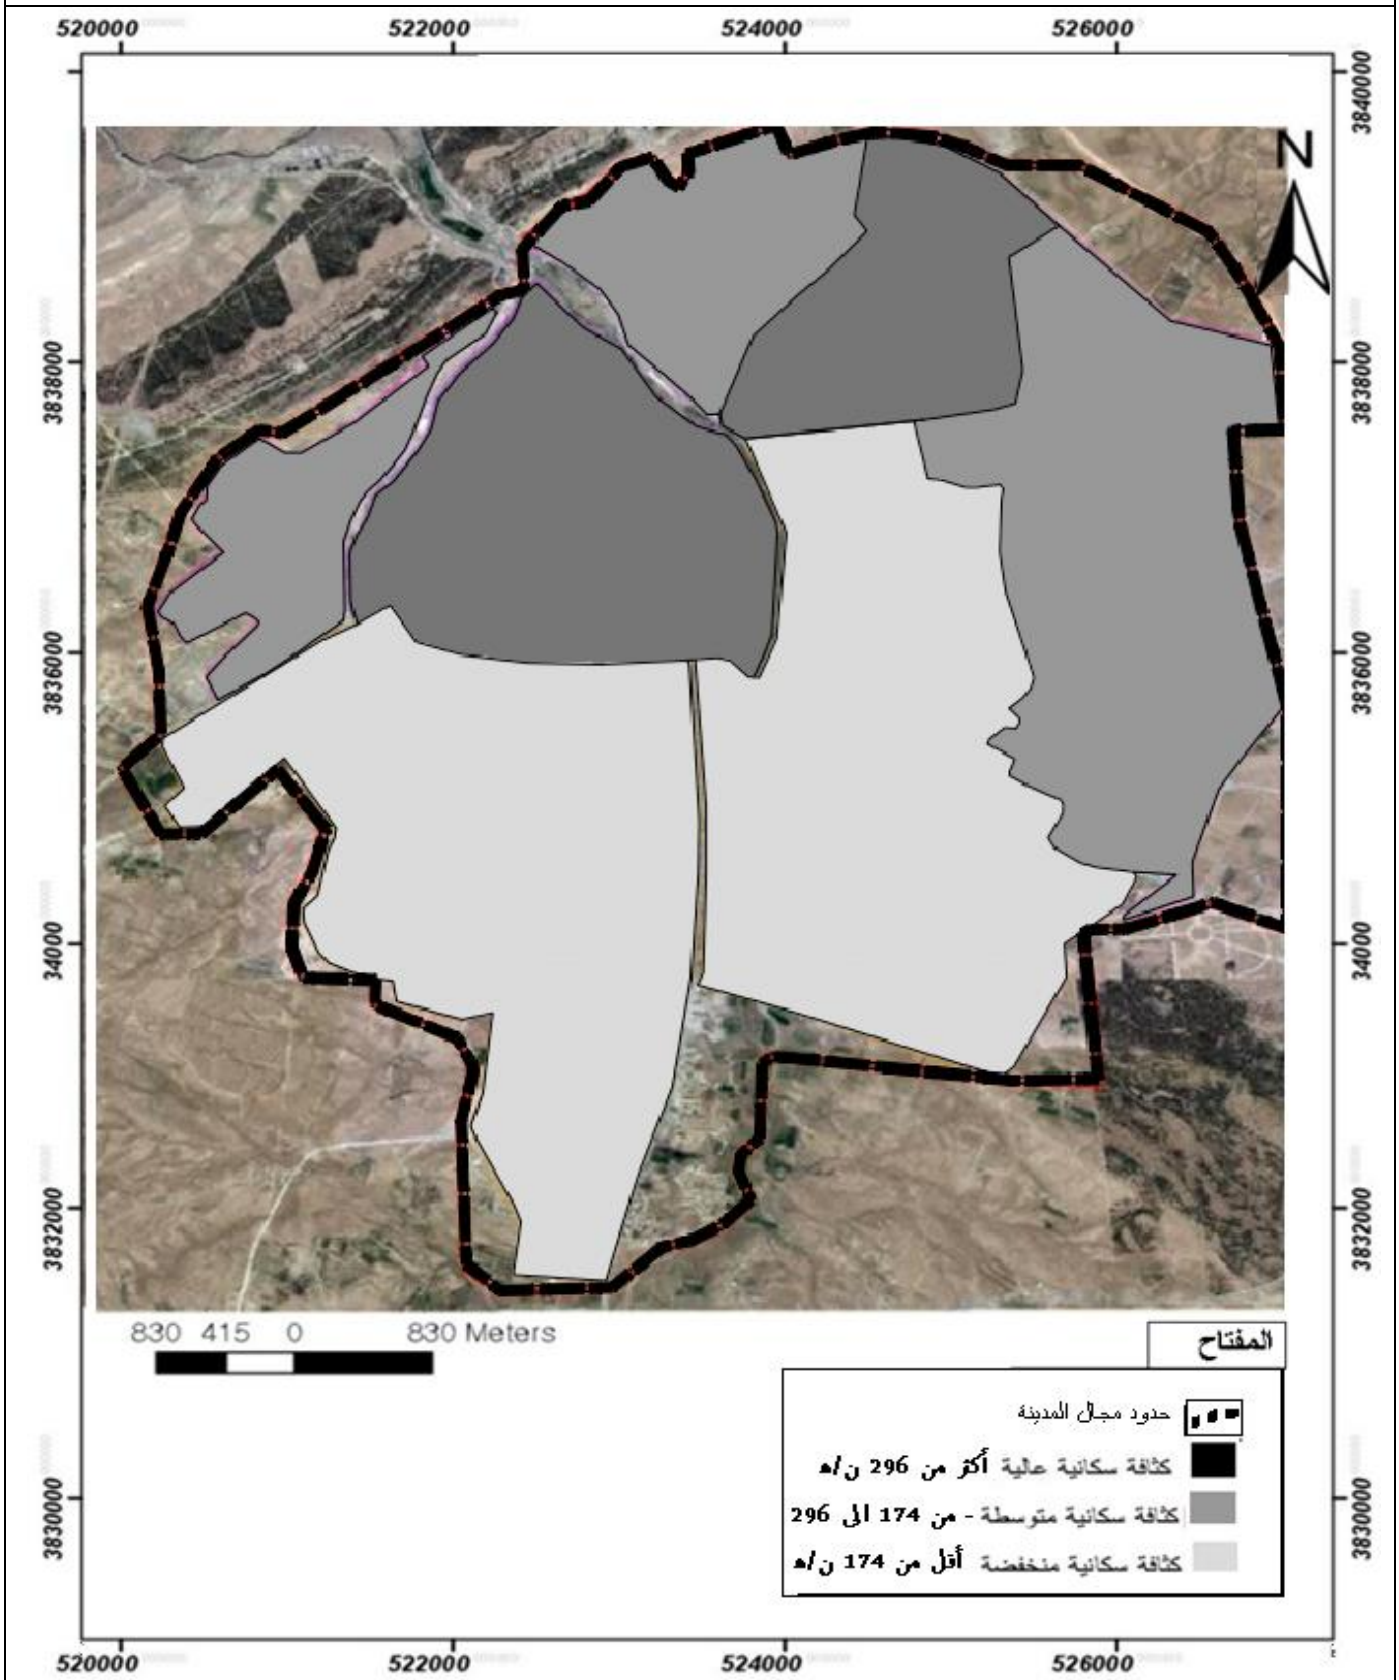 520000 522000 524000 526000
3840000
N
3838000 3838000
3836000 3836000
34000 34000
3832000 3832000
830 415 0 830 Meters
المفتاح
حدود مجال المدينة
كثافة سكانية عالية أكثر من 296 ن/ه
كثافة سكانية متوسطة - من 174 الى 296
كثافة سكانية منخفضة أقل من 174 ن/ه
3830000 3830000
520000 522000 524000 526000